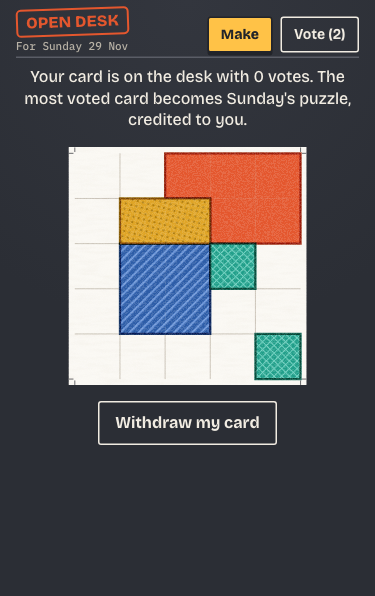 OPEN DESK
For Sunday 29 Nov
Make
Vote (2)
Your card is on the desk with 0 votes. The
most voted card becomes Sunday's puzzle,
credited to you.
Withdraw my card